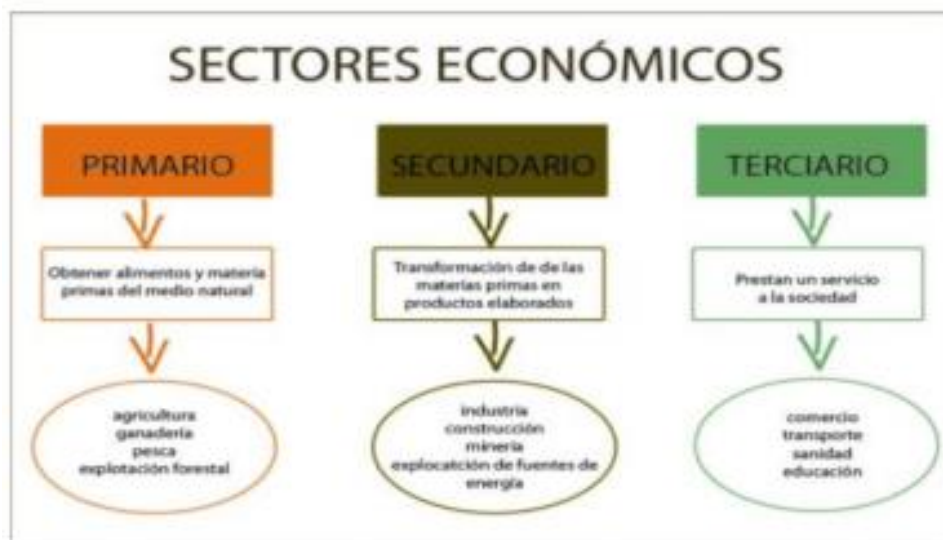 SECTORES ECONÓMICOS
PRIMARIO
Obtener alimentos y materia
primas del medio natural
agricultura
ganadería
pesca
explotación forestal
SECUNDARIO
Transformación de de las
materias primas en
productos elaborados
industria
construcción
minería
explocatción de fuentes de
energía
TERCIARIO
Prestan un servicio
a la sociedad
comercio
transporte
sanidad
educación